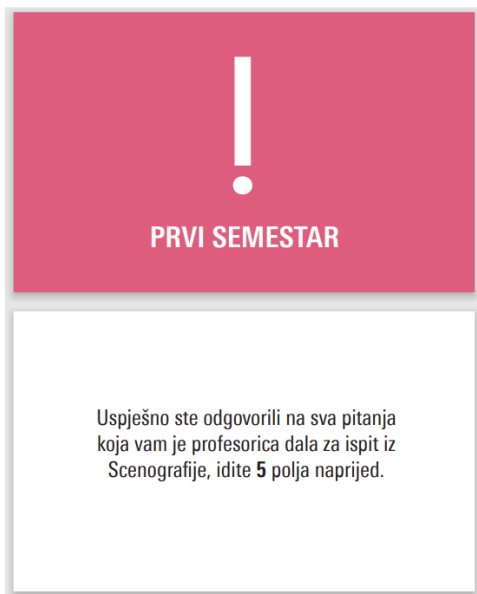 !
PRVI SEMESTAR
Uspješno ste odgovorili na sva pitanja
koja vam je profesorica dala za ispit iz
Scenografije, idite 5 polja naprijed.